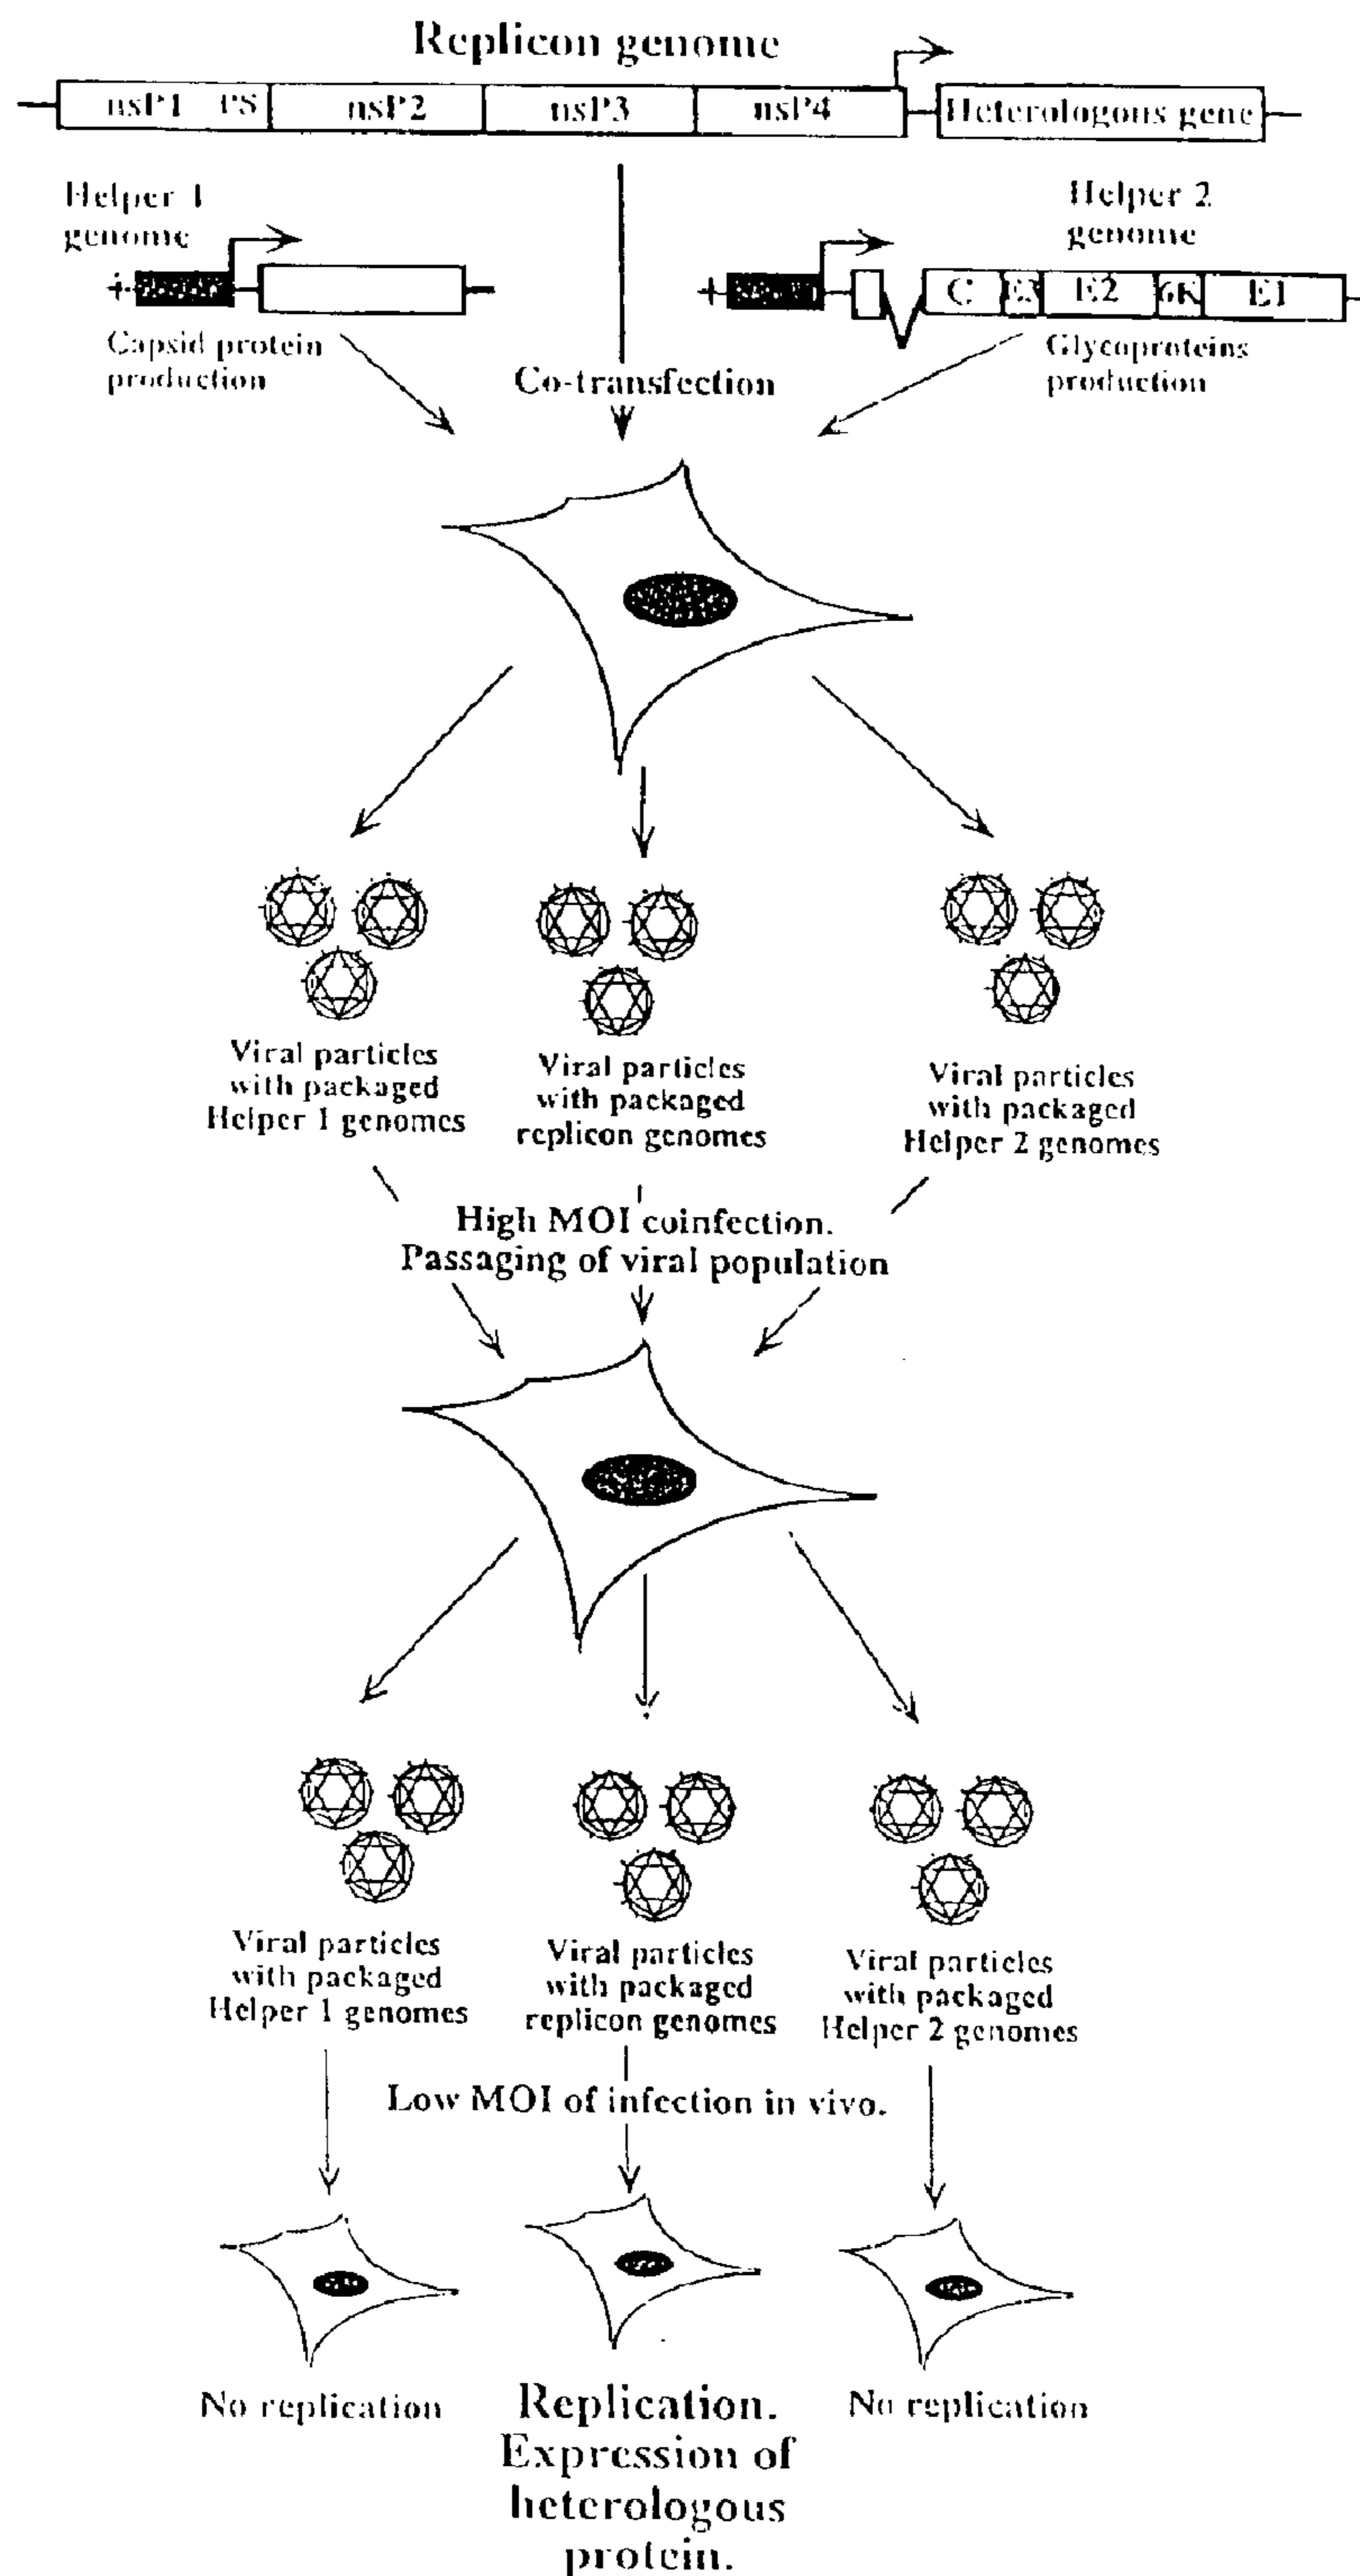 Replicon genome
nsP1 PS nsP2 nsP3 nsP4 Heterologous gene
Helper 1
genome
Helper 2
genome
C E3 E2 6K E1
Capsid protein
production
Glycoproteins
production
Co-transfection
Viral particles
with packaged
Helper 1 genomes
Viral particles
with packaged
replicon genomes
Viral particles
with packaged
Helper 2 genomes
High MOI coinfection.
Passaging of viral population
Viral particles
with packaged
Helper 1 genomes
Viral particles
with packaged
replicon genomes
Viral particles
with packaged
Helper 2 genomes
Low MOI of infection in vivo.
No replication
Replication.
Expression of
heterologous
protein.
No replication